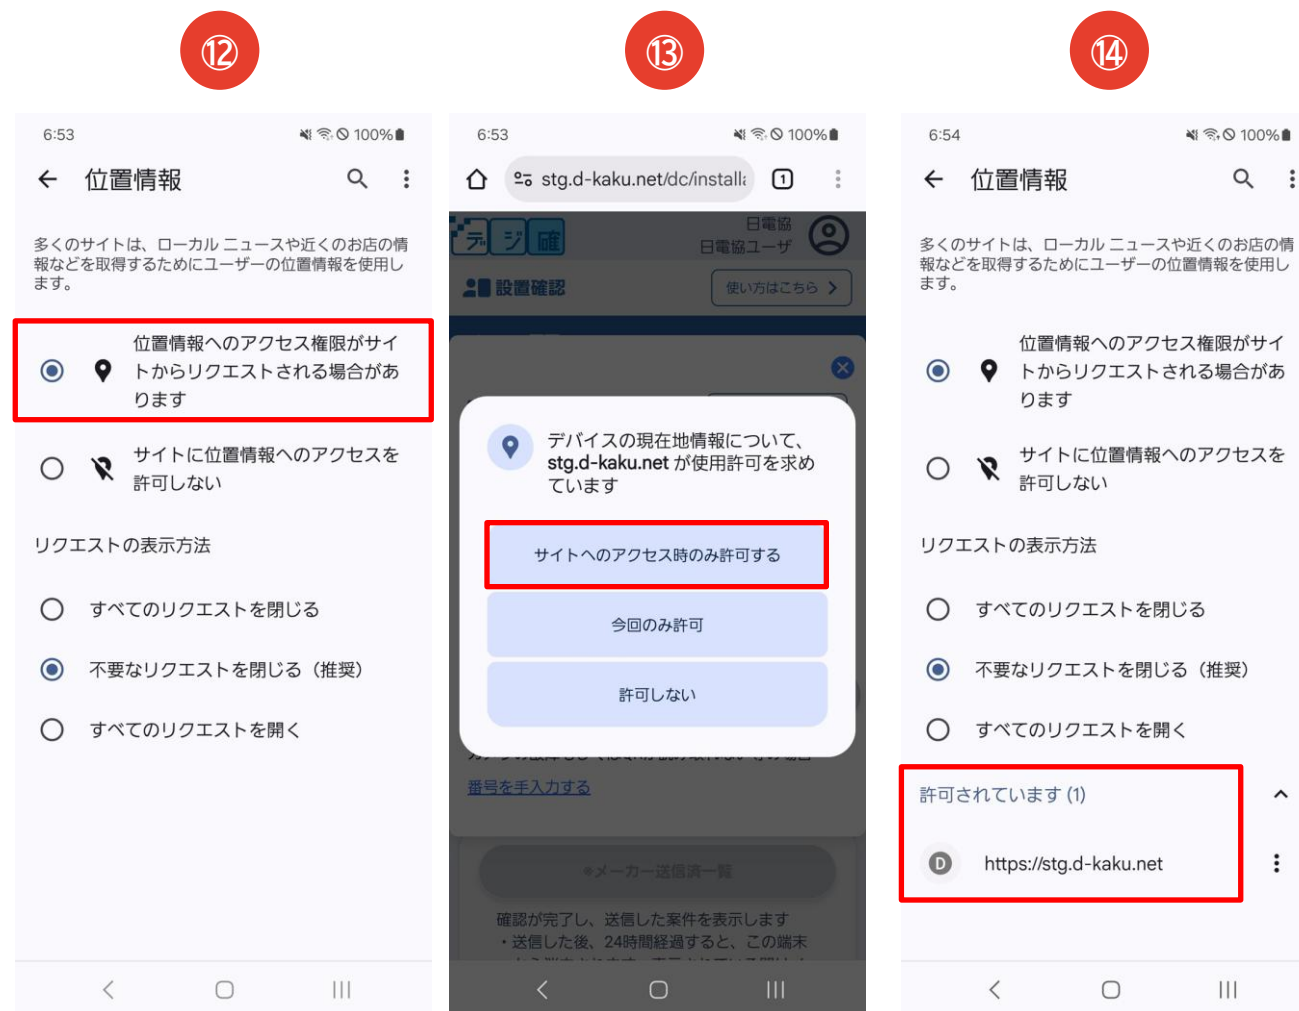 ⑫
6:53
100%
位置情報
多くのサイトは、ローカル ニュースや近くのお店の情
報などを取得するためにユーザーの位置情報を使用し
ます。
位置情報へのアクセス権限がサイ
トからリクエストされる場合があ
ります
サイトに位置情報へのアクセスを
許可しない
リクエストの表示方法
すべてのリクエストを閉じる
不要なリクエストを閉じる（推奨）
すべてのリクエストを開く
⑬
6:53
100%
stg.d-kaku.net/dc/install
1
デジ確
日電協
日電協ユーザ
設置確認
使い方はこちら
デバイスの現在地情報について、
stg.d-kaku.net が使用許可を求め
ています
サイトへのアクセス時のみ許可する
今回のみ許可
許可しない
番号を手入力する
※メーカー送信済一覧
確認が完了し、送信した案件を表示します
・送信した後、24時間経過すると、この端末
⑭
6:54
100%
位置情報
多くのサイトは、ローカル ニュースや近くのお店の情
報などを取得するためにユーザーの位置情報を使用し
ます。
位置情報へのアクセス権限がサイ
トからリクエストされる場合があ
ります
サイトに位置情報へのアクセスを
許可しない
リクエストの表示方法
すべてのリクエストを閉じる
不要なリクエストを閉じる（推奨）
すべてのリクエストを開く
許可されています (1)
D
https://stg.d-kaku.net